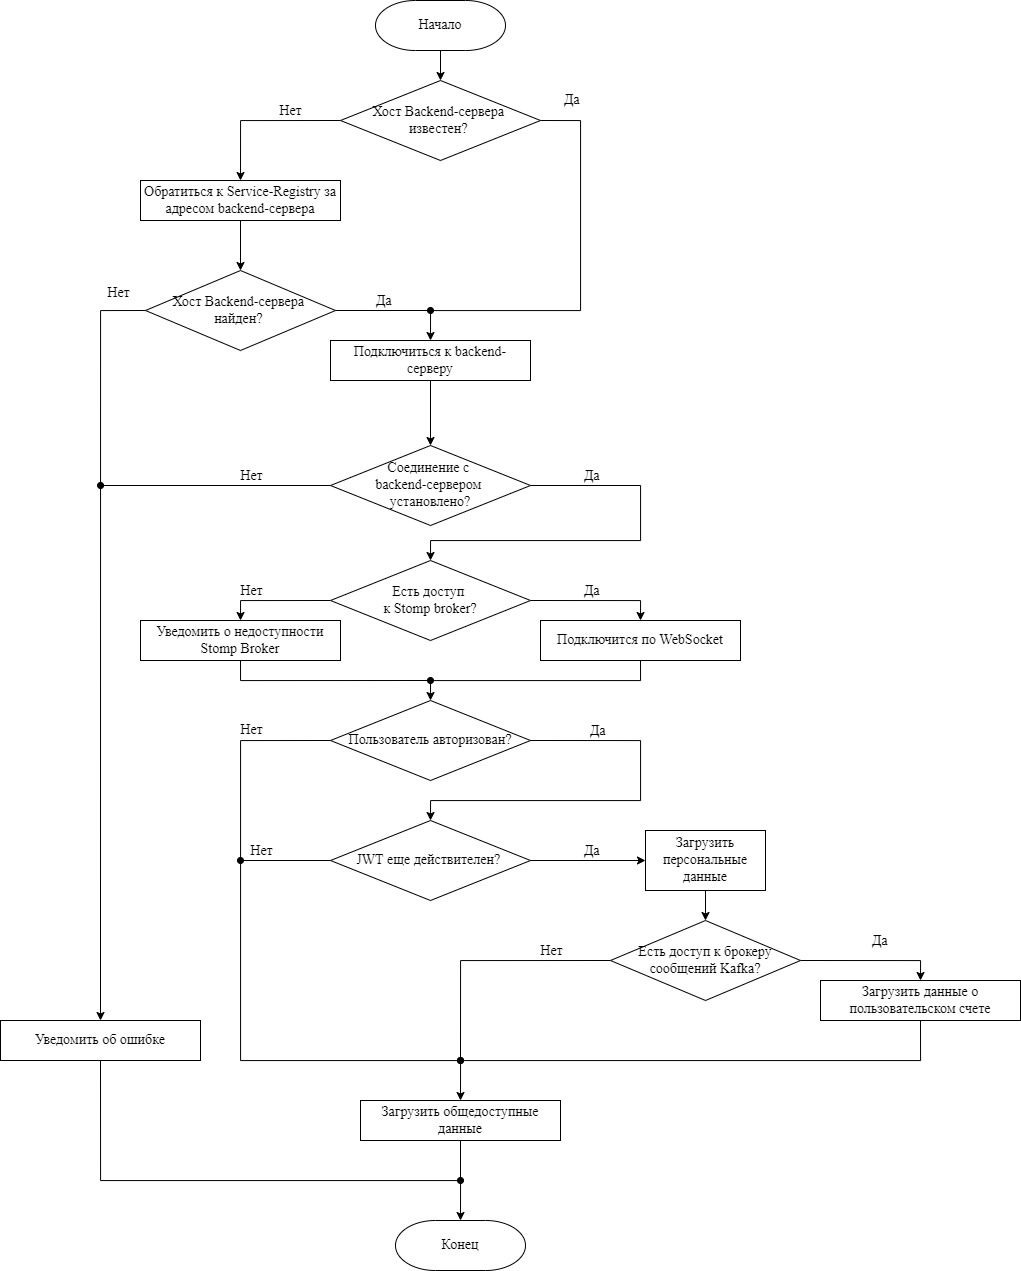 Начало
Хост Backend-сервера
известен?
Нет
Да
Обратиться к Service-Registry за
адресом backend-сервера
Хост Backend-сервера
найден?
Нет
Да
Подключиться к backend-
серверу
Соединение с
backend-сервером
установлено?
Нет
Да
Есть доступ
к Stomp broker?
Нет
Да
Уведомить о недоступности
Stomp Broker
Подключится по WebSocket
Пользователь авторизован?
Нет
Да
JWT еще действителен?
Нет
Да
Загрузить
персональные
данные
Есть доступ к брокеру
сообщений Kafka?
Нет
Да
Загрузить данные о
пользовательском счете
Уведомить об ошибке
Загрузить общедоступные
данные
Конец